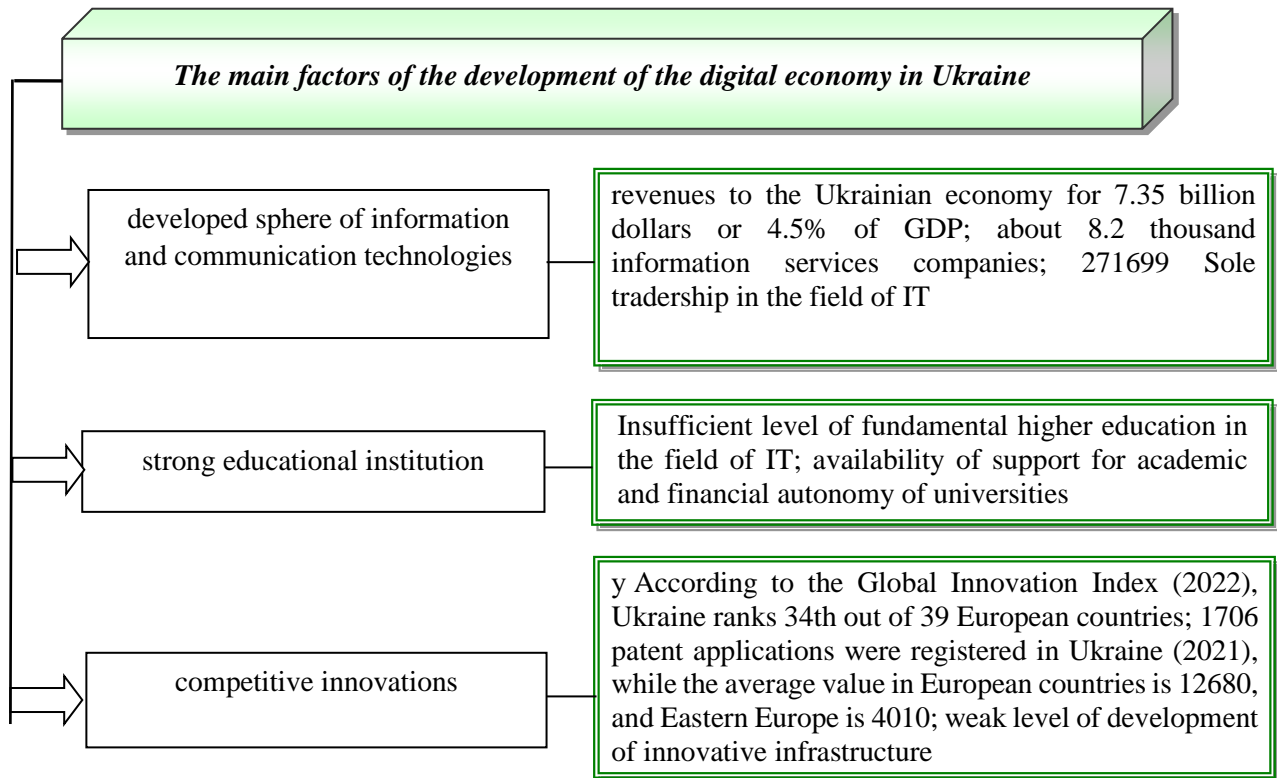 The main factors of the development of the digital economy in Ukraine
developed sphere of information
and communication technologies
revenues to the Ukrainian economy for 7.35 billion
dollars or 4.5% of GDP; about 8.2 thousand
information services companies; 271699 Sole
tradership in the field of IT
strong educational institution
Insufficient level of fundamental higher education in
the field of IT; availability of support for academic
and financial autonomy of universities
competitive innovations
y According to the Global Innovation Index (2022),
Ukraine ranks 34th out of 39 European countries; 1706
patent applications were registered in Ukraine (2021),
while the average value in European countries is 12680,
and Eastern Europe is 4010; weak level of development
of innovative infrastructure